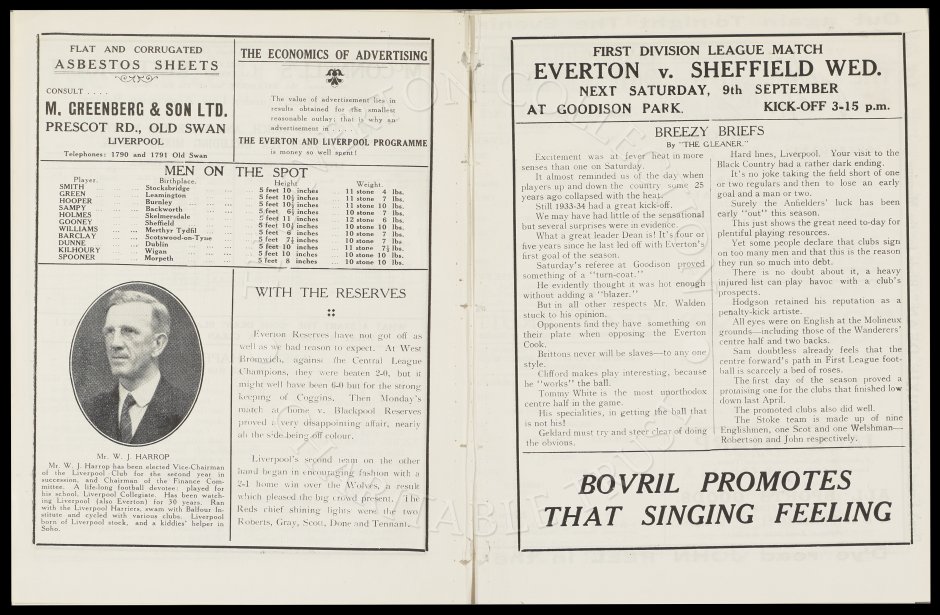 FLAT AND CORRUGATED
ASBESTOS SHEETS
CONSULT . . . .
M. GREENBERG & SON LTD.
PRESCOT RD., OLD SWAN
LIVERPOOL
Telephones: 1790 and 1791 Old Swan
THE ECONOMICS OF ADVERTISING
The value of advertisement lies in
results obtained for the smallest
reasonable outlay; that is why an
advertisement in . . . .
THE EVERTON AND LIVERPOOL PROGRAMME
is money so well spent!
MEN ON THE SPOT
Player. Birthplace. Height Weight.
SMITH ... Stocksbridge ... 5 feet 10 inches ... 11 stone 4 lbs.
GREEN ... Leamington ... 5 feet 10½ inches ... 11 stone 7 lbs.
HOOPER ... Burnley ... 5 feet 10½ inches ... 11 stone 10 lbs.
SAMPY ... Backworth ... 5 feet 6½ inches ... 10 stone 7 lbs.
HOLMES ... Skelmersdale ... 5 feet 11 inches ... 12 stone 6 lbs.
GOONEY ... Sheffield ... 5 feet 10½ inches ... 10 stone 10 lbs.
WILLIAMS ... Merthyr Tydfil ... 5 feet 6 inches ... 10 stone 2 lbs.
BARCLAY ... Scotswood-on-Tyne ... 5 feet 7½ inches ... 10 stone 7 lbs.
DUNNE ... Dublin ... 5 feet 10 inches ... 11 stone 7½ lbs.
KILHOURY ... Wigan ... 5 feet 10 inches ... 10 stone 10 lbs.
SPOONER ... Morpeth ... 5 feet 8 inches ... 10 stone 10 lbs.
Mr. W. J. HARROP
Mr. W. J. Harrop has been elected Vice-Chairman
of the Liverpool Club for the second year in
succession, and Chairman of the Finance Com-
mittee. A life-long football devotee: played for
his school, Liverpool Collegiate. Has been watch-
ing Liverpool (also Everton) for 30 years. Ran
with the Liverpool Harriers, swam with Balfour In-
stitute and cycled with various clubs. Liverpool
born of Liverpool stock, and a kiddies' helper in
Soho.
WITH THE RESERVES
Everton Reserves have not got off as
well as we had reason to expect. At West
Bromwich, against the Central League
Champions, they were beaten 2-0, but it
might well have been 6-0 but for the strong
keeping of Coggins. Then Monday's
match at home v. Blackpool Reserves
proved a very disappointing affair, nearly
all the side being off colour.
Liverpool's second team on the other
hand began in encouraging fashion with a
2-1 home win over the Wolves, a result
which pleased the big crowd present. The
Reds chief shining lights were the two
Roberts, Gray, Scott, Done and Tennant.
FIRST DIVISION LEAGUE MATCH
EVERTON v. SHEFFIELD WED.
NEXT SATURDAY, 9th SEPTEMBER
AT GOODISON PARK. KICK-OFF 3-15 p.m.
BREEZY BRIEFS
By "THE GLEANER."
Excitement was at fever heat in more
senses than one on Saturday.
It almost reminded us of the day when
players up and down the country some 25
years ago collapsed with the heat.
Still 1933-34 had a great kick-off.
We may have had little of the sensational
but several surprises were in evidence.
What a great leader Dean is! It's four or
five years since he last led off with Everton's
first goal of the season.
Saturday's referee at Goodison proved
something of a "turn-coat."
He evidently thought it was hot enough
without adding a "blazer."
But in all other respects Mr. Walden
stuck to his opinion.
Opponents find they have something on
their plate when opposing the Everton
Cook.
Brittons never will be slaves—to any one
style.
Clifford makes play interesting, because
he "works" the ball.
Tommy White is the most unorthodox
centre half in the game.
His specialities, in getting the ball that
is not his!
Geldard must try and steer clear of doing
the obvious.
Hard lines, Liverpool. Your visit to the
Black Country had a rather dark ending.
It's no joke taking the field short of one
or two regulars and then to lose an early
goal and a man or two.
Surely the Anfielders' luck has been
early "out" this season.
This just shows the great need to-day for
plentiful playing resources.
Yet some people declare that clubs sign
on too many men and that this is the reason
they run so much into debt.
There is no doubt about it, a heavy
injured list can play havoc with a club's
prospects.
Hodgson retained his reputation as a
penalty-kick artiste.
All eyes were on English at the Molineux
grounds—including those of the Wanderers'
centre half and two backs.
Sam doubtless already feels that the
centre forward's path in First League foot-
ball is scarcely a bed of roses.
The first day of the season proved a
promising one for the clubs that finished low
down last April.
The promoted clubs also did well.
The Stoke team is made up of nine
Englishmen, one Scot and one Welshman—
Robertson and John respectively.
BOVRIL PROMOTES
THAT SINGING FEELING